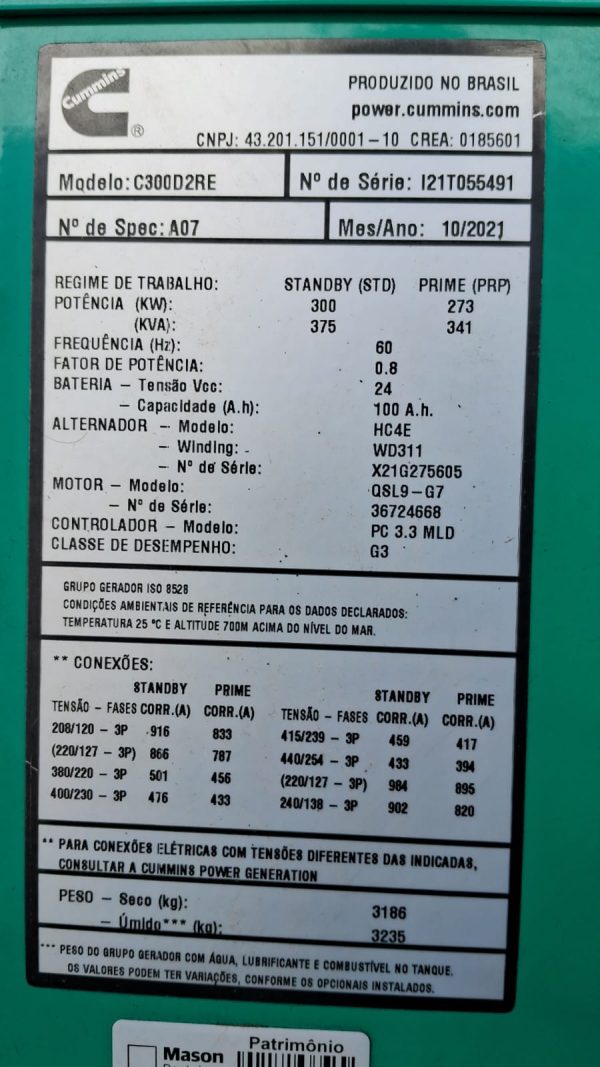 Cummins
®
PRODUZIDO NO BRASIL
power.cummins.com
CNPJ: 43.201.151/0001-10 CREA: 0185601
Modelo: C300D2RE Nº de Série: I21T055491
Nº de Spec: A07 Mes/Ano: 10/2021
REGIME DE TRABALHO: STANDBY (STD) PRIME (PRP)
POTÊNCIA (KW): 300 273
(KVA): 375 341
FREQUÊNCIA (Hz): 60
FATOR DE POTÊNCIA: 0.8
BATERIA - Tensão Vcc: 24
- Capacidade (A.h): 100 A.h.
ALTERNADOR - Modelo: HC4E
- Winding: WD311
- Nº de Série: X21G275605
MOTOR - Modelo: QSL9-G7
- Nº de Série: 36724668
CONTROLADOR - Modelo: PC 3.3 MLD
CLASSE DE DESEMPENHO: G3
GRUPO GERADOR ISO 8528
CONDIÇÕES AMBIENTAIS DE REFERÊNCIA PARA OS DADOS DECLARADOS:
TEMPERATURA 25 ºC E ALTITUDE 700M ACIMA DO NÍVEL DO MAR.
** CONEXÕES:
STANDBY PRIME STANDBY PRIME
TENSÃO - FASES CORR.(A) CORR.(A) TENSÃO - FASES CORR.(A) CORR.(A)
208/120 - 3P 916 833 415/239 - 3P 459 417
(220/127 - 3P) 866 787 440/254 - 3P 433 394
380/220 - 3P 501 456 (220/127 - 3P) 984 895
400/230 - 3P 476 433 240/138 - 3P 902 820
** PARA CONEXÕES ELÉTRICAS COM TENSÕES DIFERENTES DAS INDICADAS,
CONSULTAR A CUMMINS POWER GENERATION
PESO - Seco (kg): 3186
- Úmido*** (kg): 3235
*** PESO DO GRUPO GERADOR COM ÁGUA, LUBRIFICANTE E COMBUSTÍVEL NO TANQUE.
OS VALORES PODEM TER VARIAÇÕES, CONFORME OS OPCIONAIS INSTALADOS.
Patrimônio
Mason